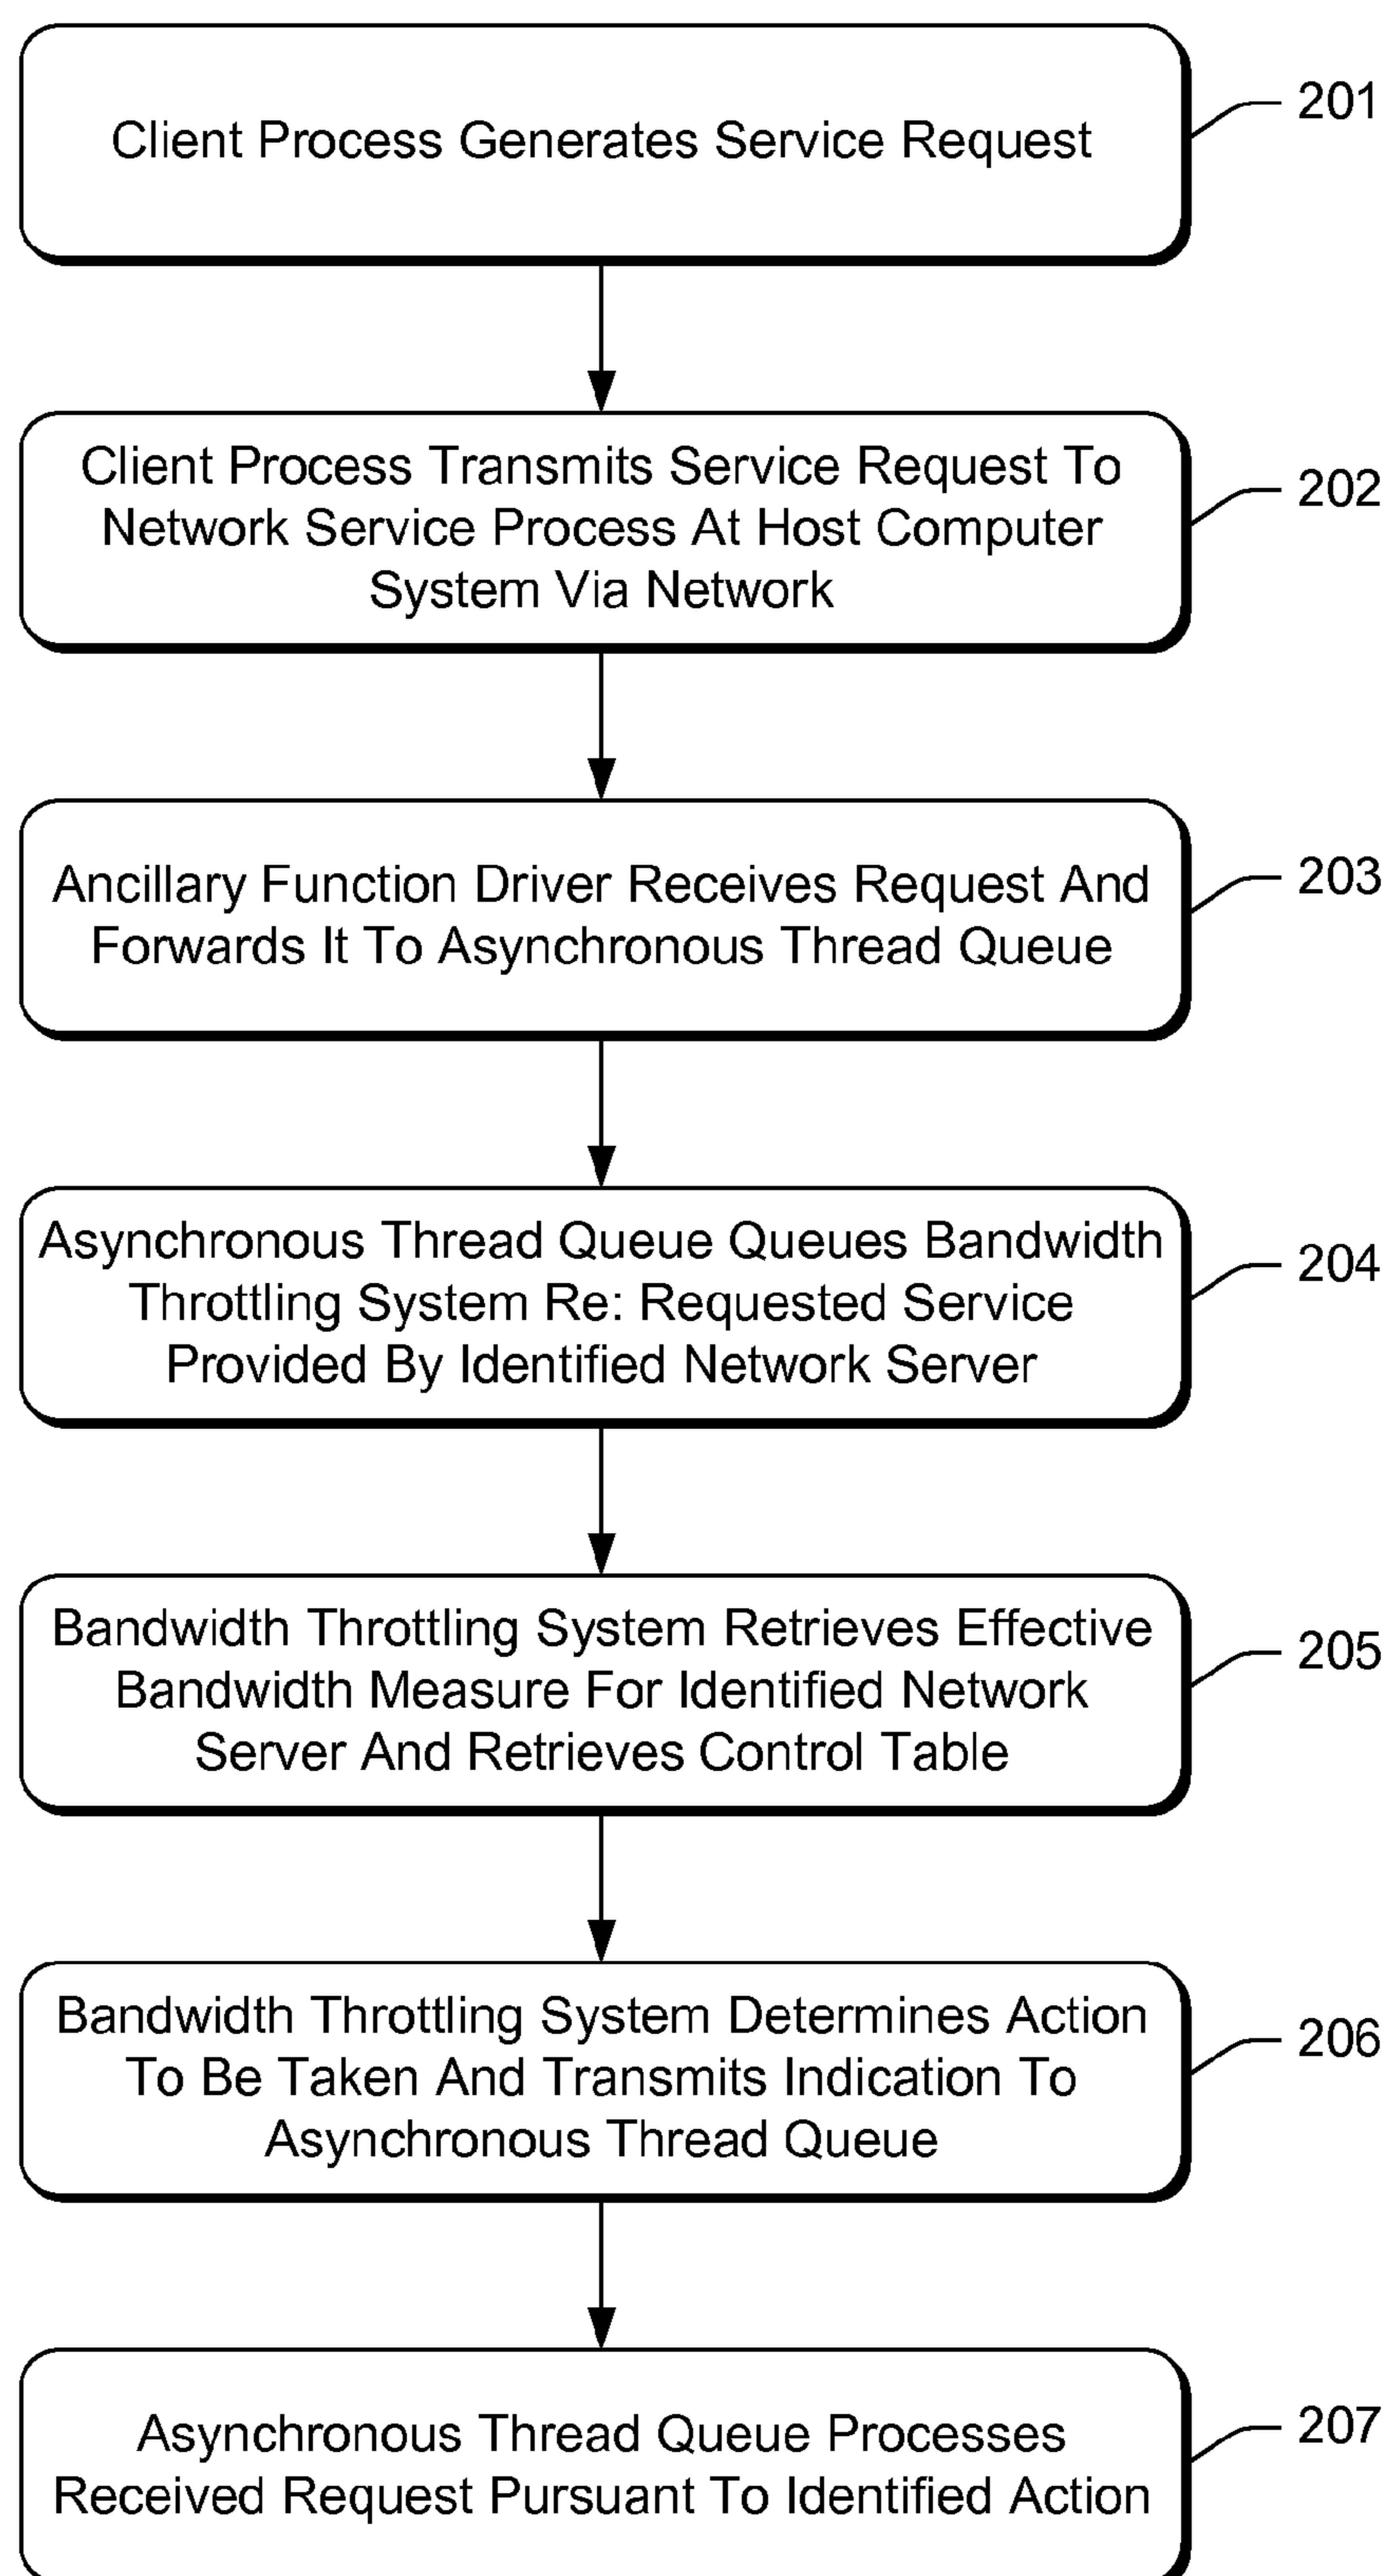 Client Process Generates Service Request
201
Client Process Transmits Service Request To
Network Service Process At Host Computer
System Via Network
202
Ancillary Function Driver Receives Request And
Forwards It To Asynchronous Thread Queue
203
Asynchronous Thread Queue Queues Bandwidth
Throttling System Re: Requested Service
Provided By Identified Network Server
204
Bandwidth Throttling System Retrieves Effective
Bandwidth Measure For Identified Network
Server And Retrieves Control Table
205
Bandwidth Throttling System Determines Action
To Be Taken And Transmits Indication To
Asynchronous Thread Queue
206
Asynchronous Thread Queue Processes
Received Request Pursuant To Identified Action
207